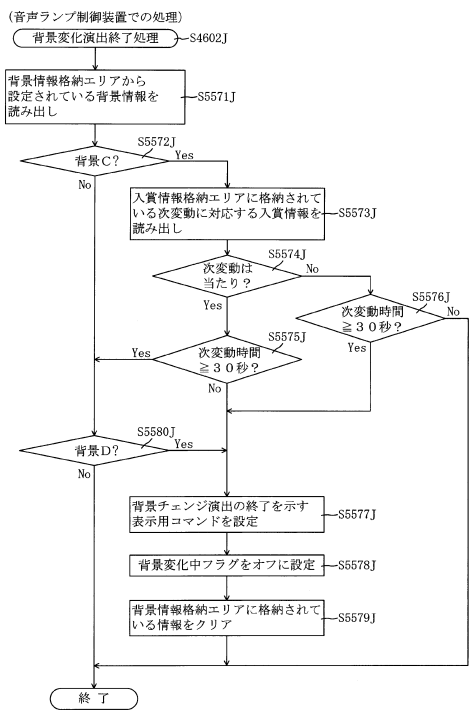 (音声ランプ制御装置での処理)
背景変化演出終了処理
S4602J
背景情報格納エリアから
設定されている背景情報を
読み出し
S5571J
S5572J
背景C?
Yes
No
入賞情報格納エリアに格納されて
いる次変動に対応する入賞情報を
読み出し
S5573J
S5574J
次変動は
当たり?
No
Yes
S5576J
次変動時間
≧30秒?
No
Yes
S5575J
次変動時間
≧30秒?
Yes
No
S5580J
背景D?
Yes
No
背景チェンジ演出の終了を示す
表示用コマンドを設定
S5577J
背景変化中フラグをオフに設定
S5578J
背景情報格納エリアに格納されて
いる情報をクリア
S5579J
終了